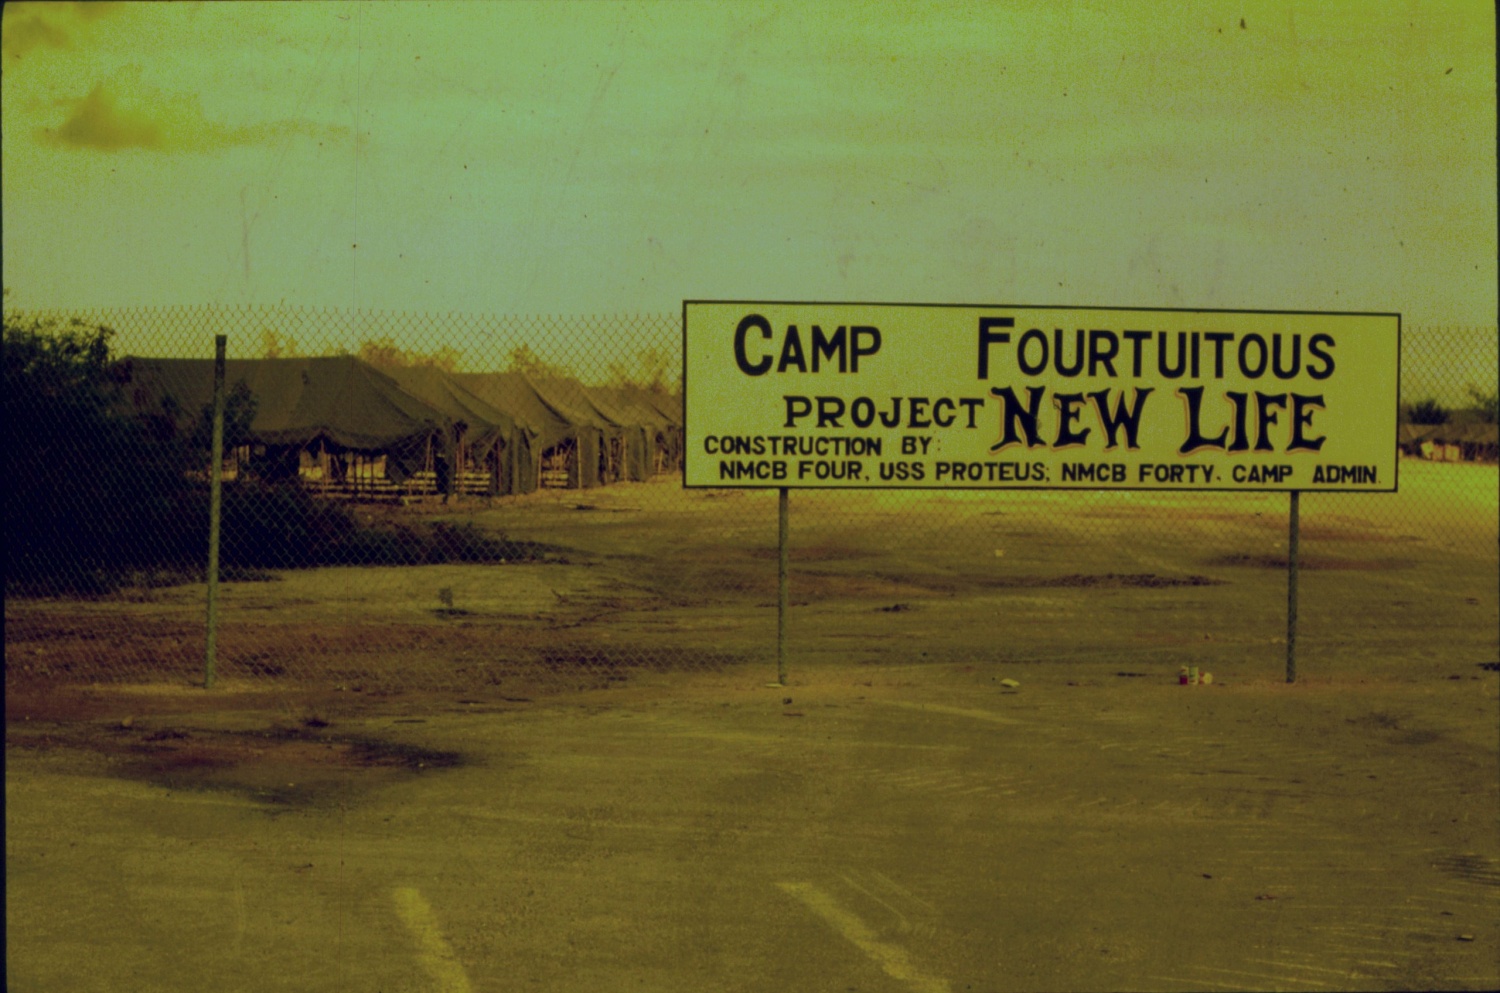 CAMP FOURTUITOUS
PROJECT NEW LIFE
CONSTRUCTION BY:
NMCB FOUR, USS PROTEUS; NMCB FORTY. CAMP ADMIN.